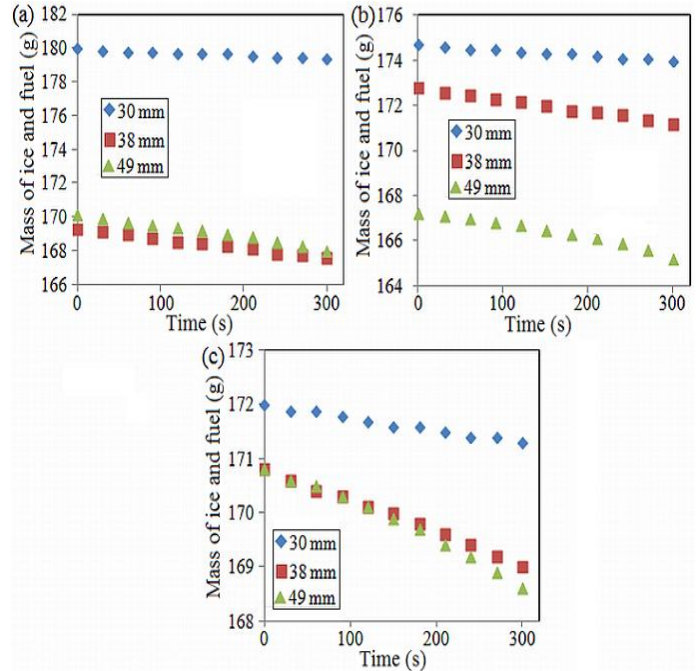 (a)
Mass of ice and fuel (g)
182
180
178
176
174
172
170
168
166
30 mm
38 mm
49 mm
0 100 200 300
Time (s)
(b)
Mass of ice and fuel (g)
176
174
172
170
168
166
164
30 mm
38 mm
49 mm
0 100 200 300
Time (s)
(c)
Mass of ice and fuel (g)
173
172
171
170
169
168
30 mm
38 mm
49 mm
0 100 200 300
Time (s)